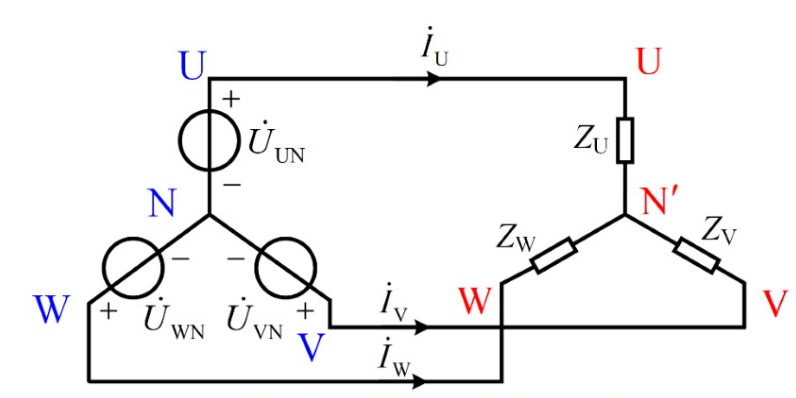 İ_U
U U
+
U̇_UN
Z_U
−
N N′
Z_W Z_V
− −
W W V
+ U̇_WN U̇_VN +
İ_V
V
İ_W